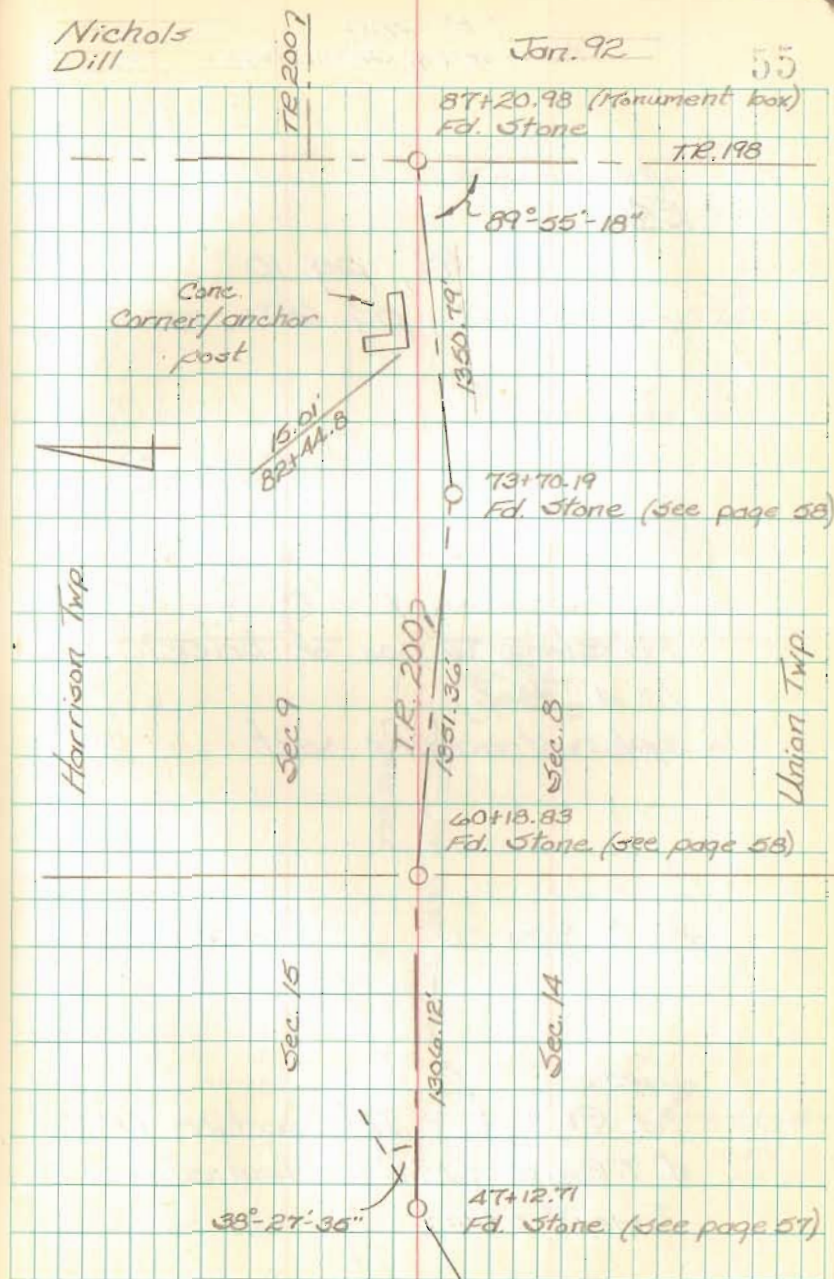 Nichols
Dill
TR 200?
Jan. 92
55
87+20.98 (Monument box)
Fd. Stone
T.R. 198
89°-55'-18"
Conc.
Corner/anchor
post
1350.79'
15.01'
82+44.8
73+70.19
Fd. Stone (See page 58)
Harrison Twp.
Sec. 9
T.R. 200?
1351.36'
Sec. 8
Union Twp.
60+18.83
Fd. Stone (see page 58)
Sec. 15
1306.12'
Sec. 14
38°-27'-35"
47+12.71
Fd. Stone (see page 57)